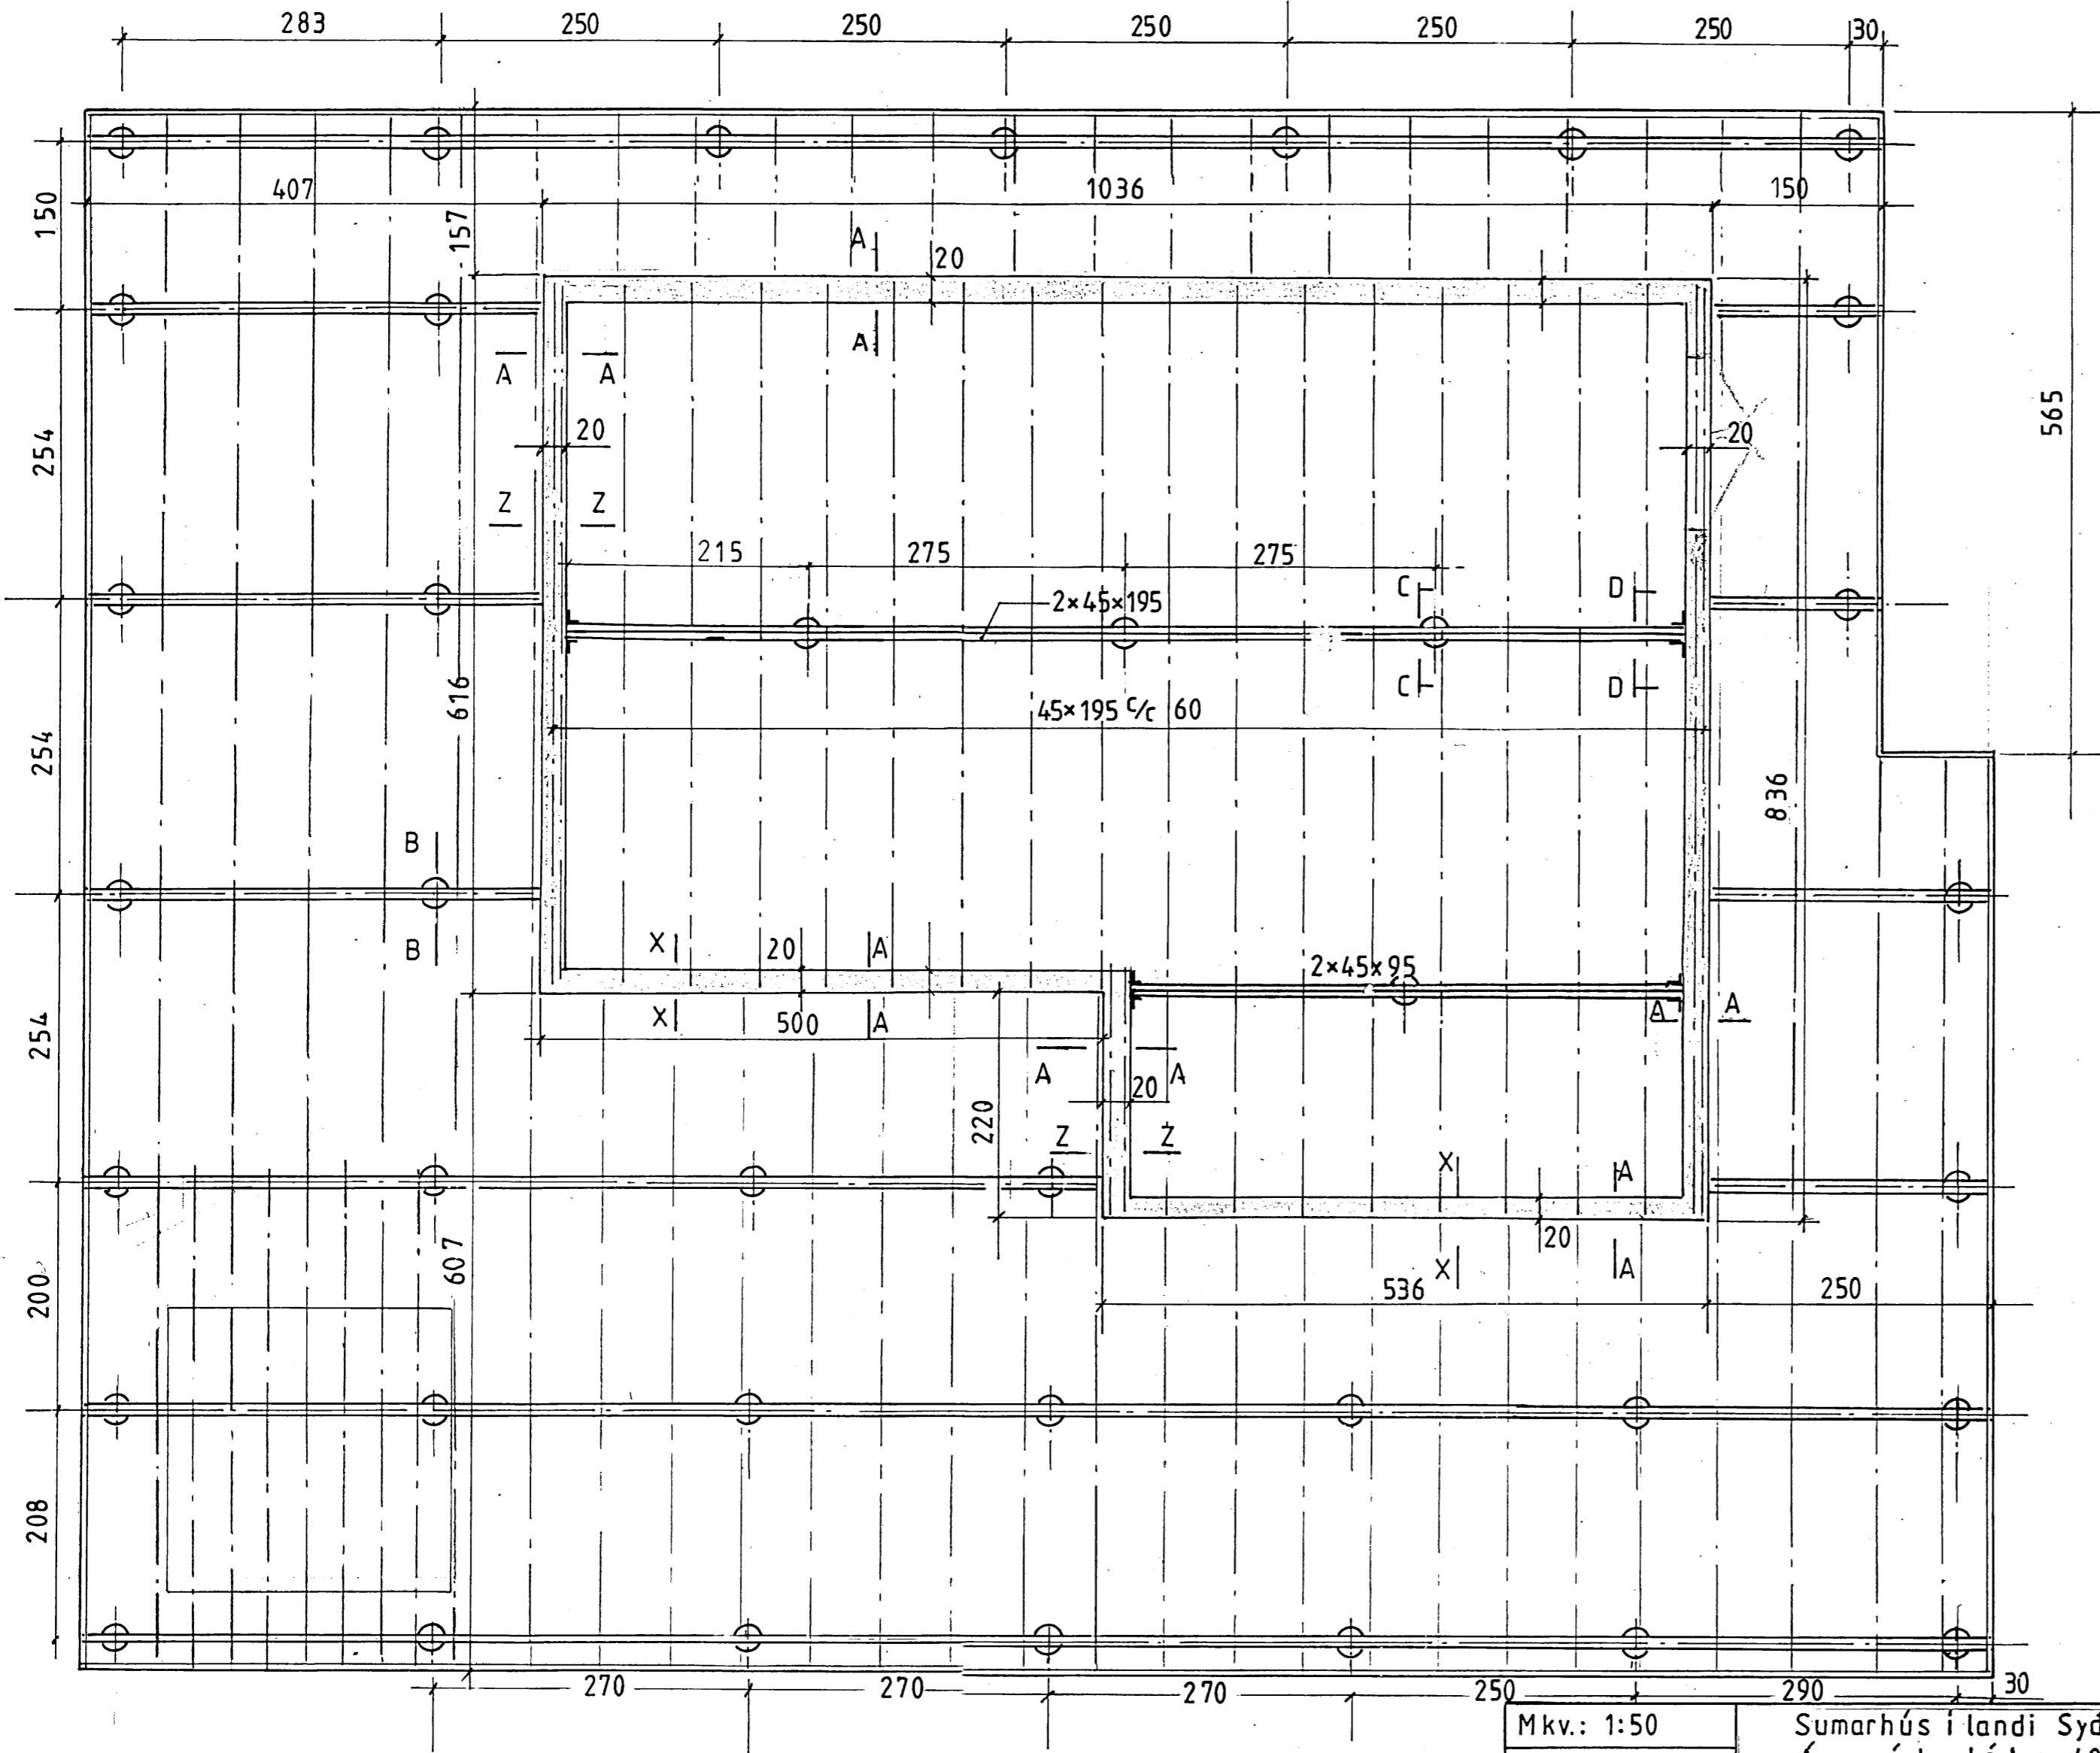 283 250 250 250 250 250 30
407 1036 150
150
157
A
20
A
A A
254
20
20
565
Z Z
215 275 275
C D
2×45×195
616
C D
45×195 c/c 60
254
836
B
B
X 20 A
2×45×95
X 500 A
A A
254
A A
20
220
Z Z
X A
607
20
X A
200
536 250
208
270 270 270 250 290 30
Mkv.: 1:50
Sumarhús í landi